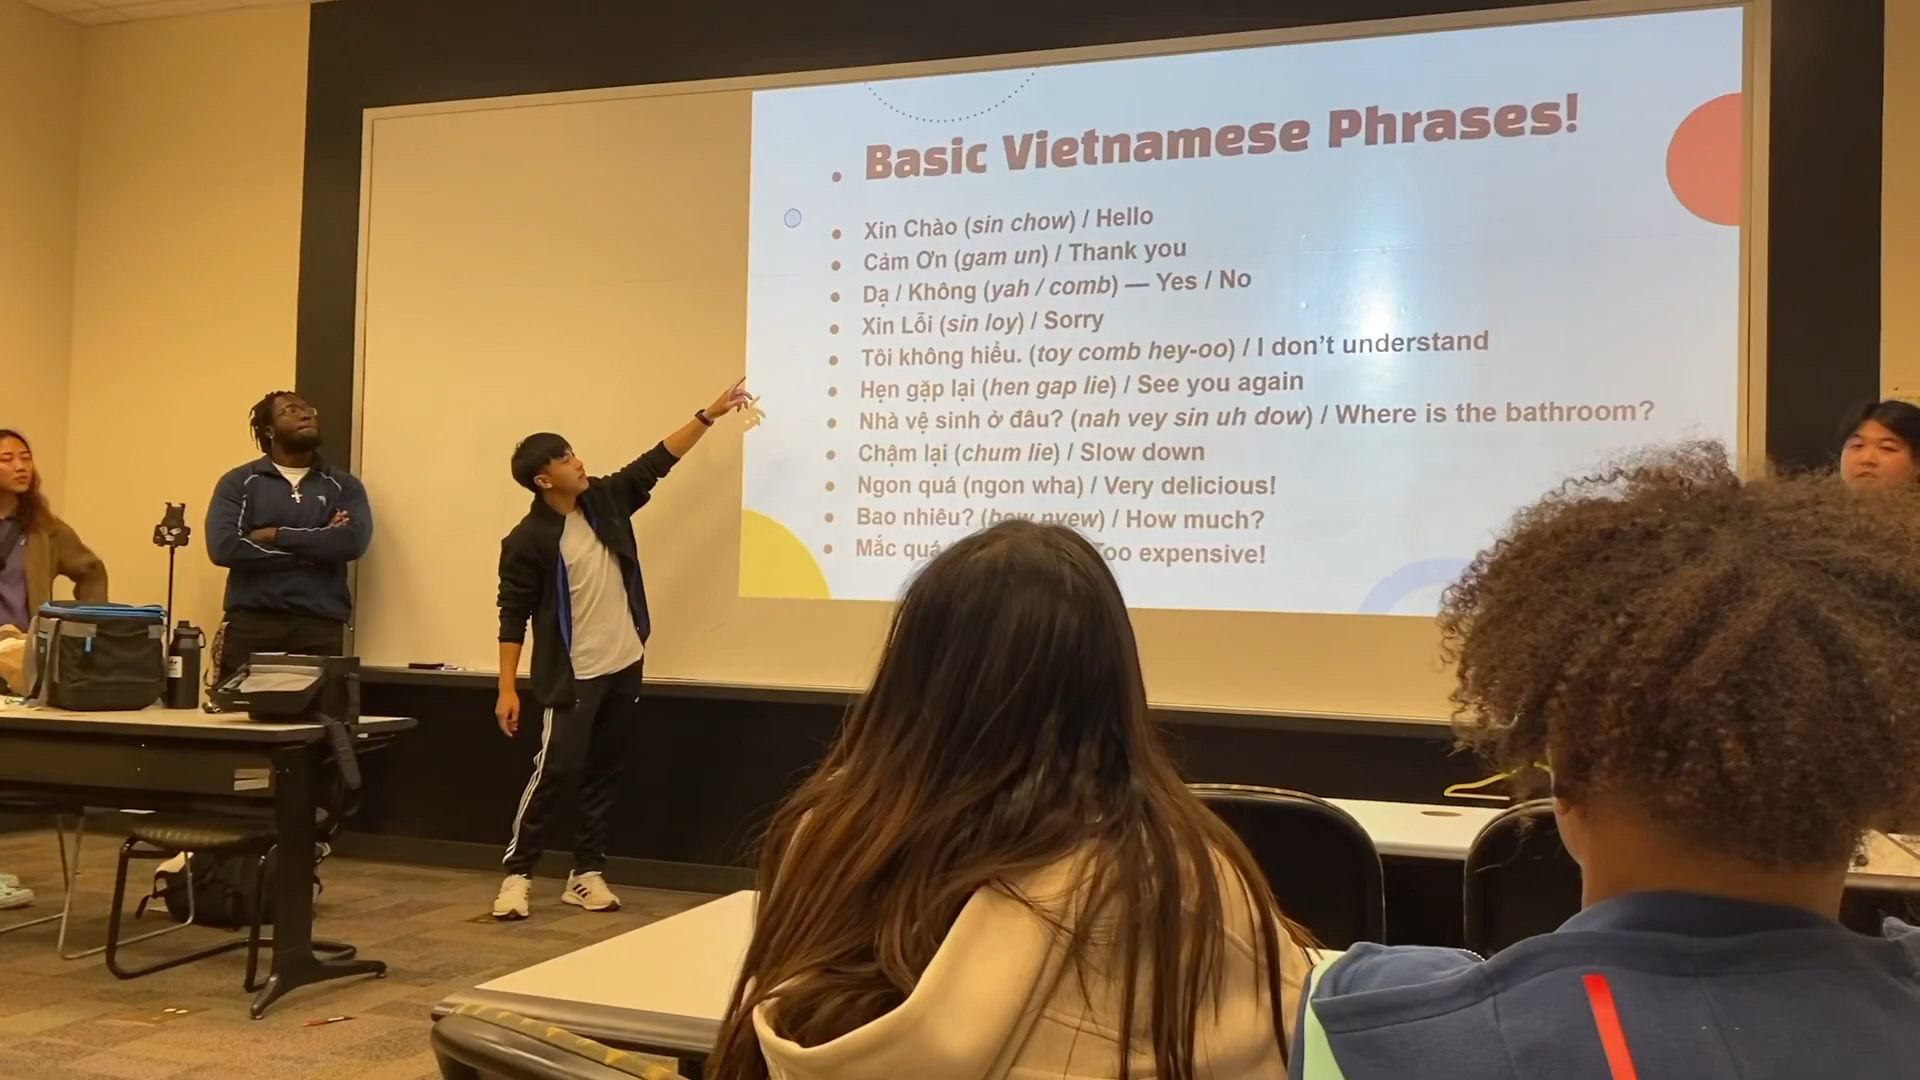 Basic Vietnamese Phrases!
Xin Chào (sin chow) / Hello
Cảm Ơn (gam un) / Thank you
Dạ / Không (yah / comb) — Yes / No
Xin Lỗi (sin loy) / Sorry
Tôi không hiểu. (toy comb hey-oo) / I don't understand
Hẹn gặp lại (hen gap lie) / See you again
Nhà vệ sinh ở đâu? (nah vey sin uh dow) / Where is the bathroom?
Chậm lại (chum lie) / Slow down
Ngon quá (ngon wha) / Very delicious!
Bao nhiêu? (bow nyew) / How much?
Mắc quá Too expensive!